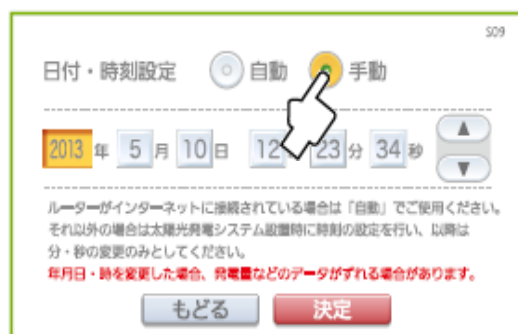 S09
日付・時刻設定 自動 手動
2013 年 5 月 10 日 12 23 分 34 秒
ルーターがインターネットに接続されている場合は「自動」でご使用ください。
それ以外の場合は太陽光発電システム設置時に時刻の設定を行い、以降は
分・秒の変更のみとしてください。
年月日・時を変更した場合、発電量などのデータがずれる場合があります。
もどる 決定